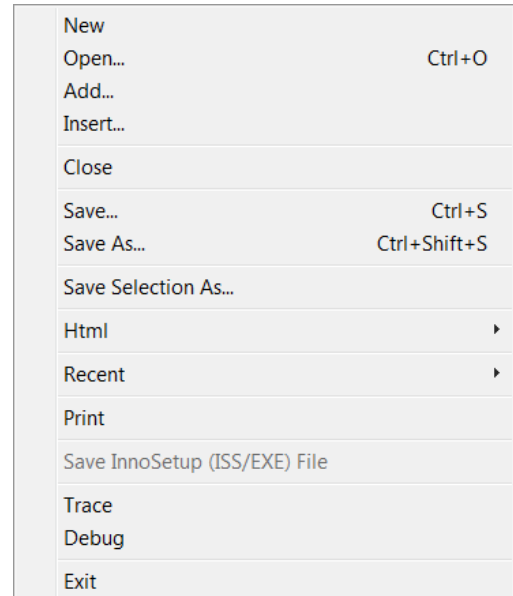 New
Open... Ctrl+O
Add...
Insert...
Close
Save... Ctrl+S
Save As... Ctrl+Shift+S
Save Selection As...
Html
Recent
Print
Save InnoSetup (ISS/EXE) File
Trace
Debug
Exit